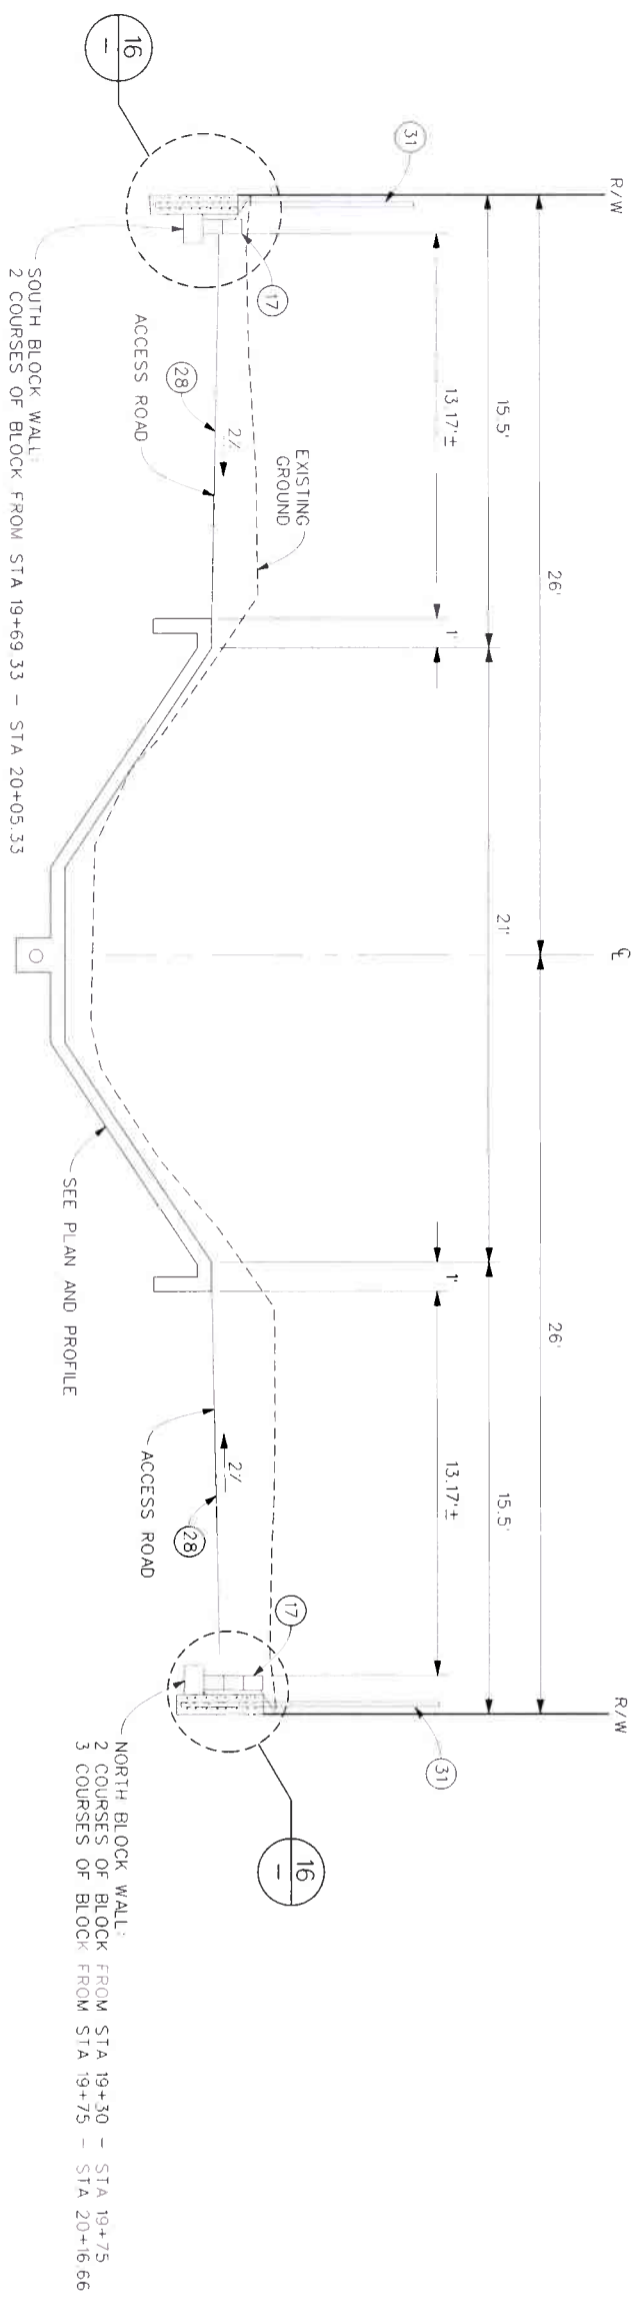 R/W
℄
R/W
26'
26'
15.5'
21'
15.5'
13.17'±
1'
1'
13.17'±
31
31
16
–
17
17
EXISTING
GROUND
2%
2%
28
28
ACCESS ROAD
ACCESS ROAD
16
–
SEE PLAN AND PROFILE
SOUTH BLOCK WALL:
2 COURSES OF BLOCK FROM STA 19+69.33 – STA 20+05.33
NORTH BLOCK WALL:
2 COURSES OF BLOCK FROM STA 19+30 – STA 19+75
3 COURSES OF BLOCK FROM STA 19+75 – STA 20+16.66